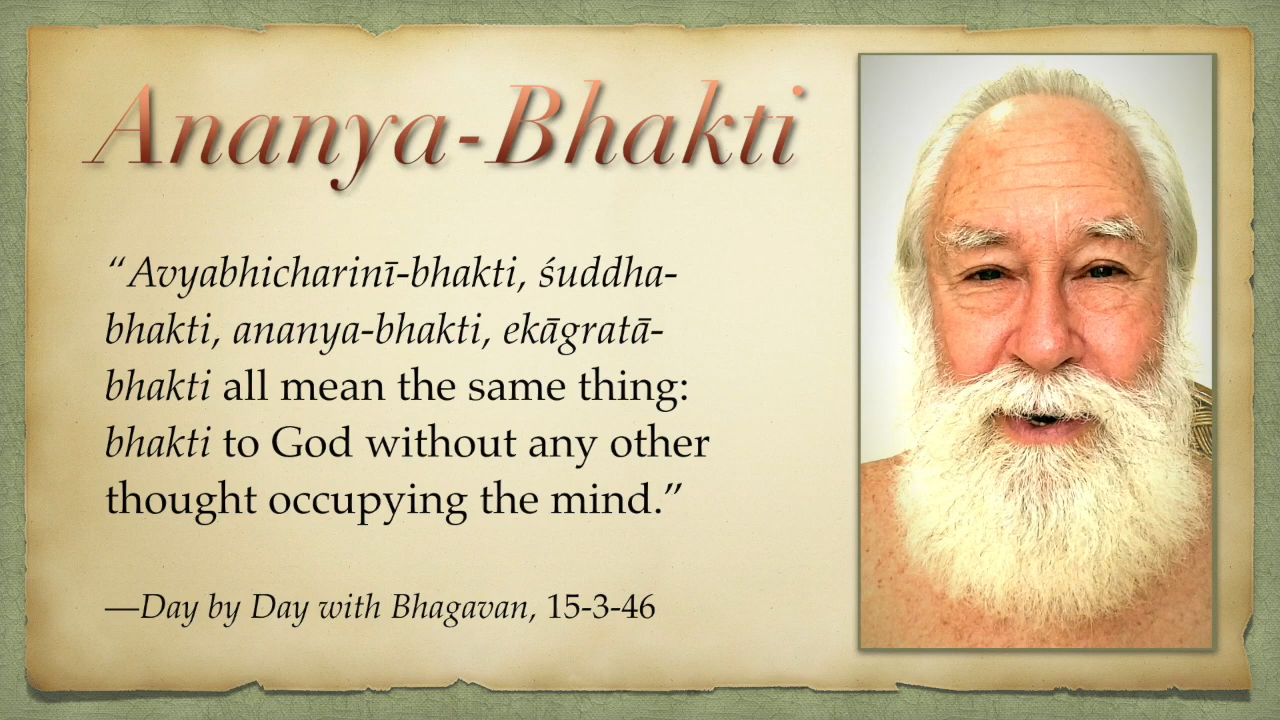 Ananya-Bhakti
“Avyabhicharinī-bhakti, śuddha-
bhakti, ananya-bhakti, ekāgratā-
bhakti all mean the same thing:
bhakti to God without any other
thought occupying the mind.”
—Day by Day with Bhagavan, 15-3-46